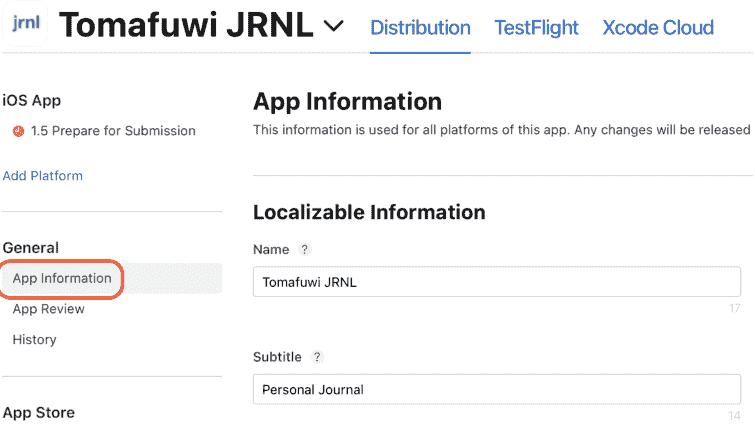 jrnl Tomafuwi JRNL Distribution TestFlight Xcode Cloud
iOS App
1.5 Prepare for Submission
Add Platform
General
App Information
App Review
History
App Store
App Information
This information is used for all platforms of this app. Any changes will be released
Localizable Information
Name ?
Tomafuwi JRNL
17
Subtitle ?
Personal Journal
14